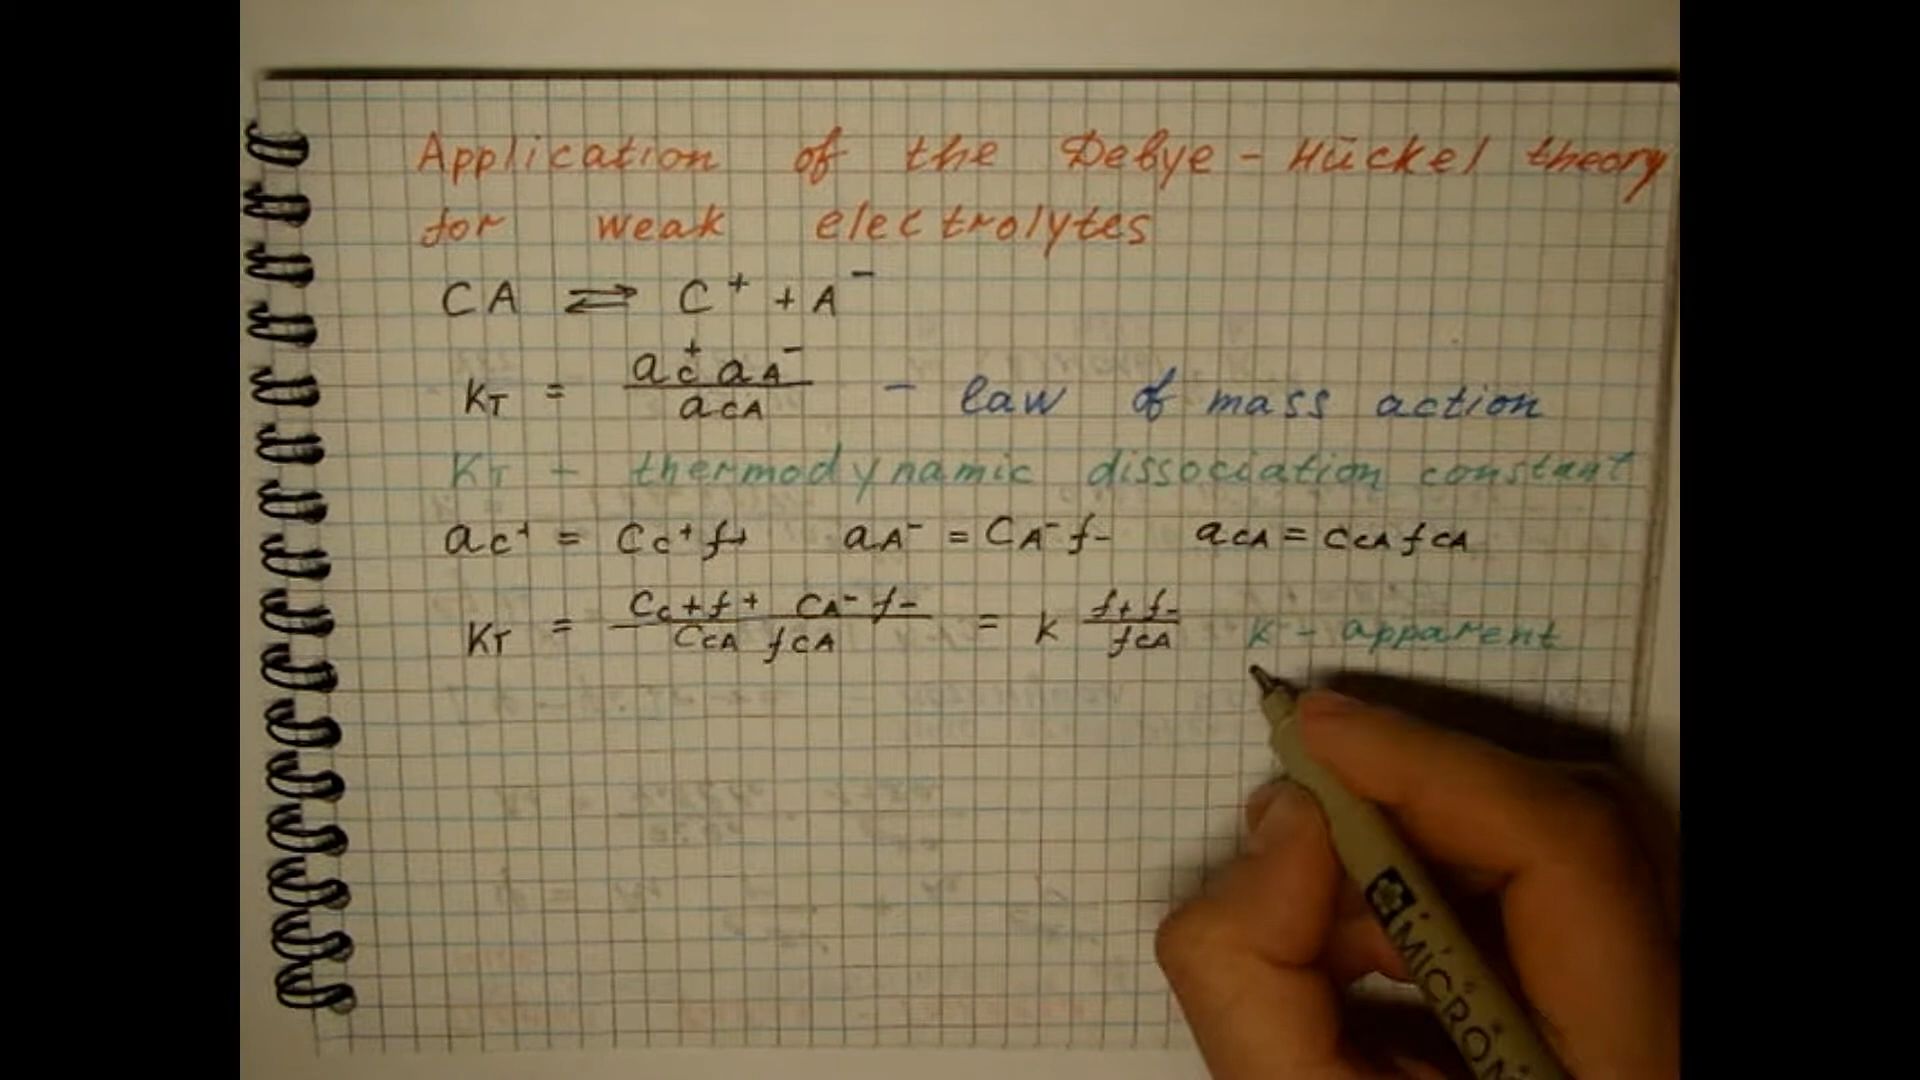 Application of the Debye - Hückel theory
for weak electrolytes
CA ⇌ C⁺ + A⁻
K_T = a_C⁺ a_A⁻ / a_CA - law of mass action
K_T - thermodynamic dissociation constant
a_C⁺ = C_C⁺ f₊ a_A⁻ = C_A⁻ f₋ a_CA = C_CA f_CA
K_T = C_C⁺ f₊ C_A⁻ f₋ / C_CA f_CA = K f₊ f₋ / f_CA K - apparent
MICRON